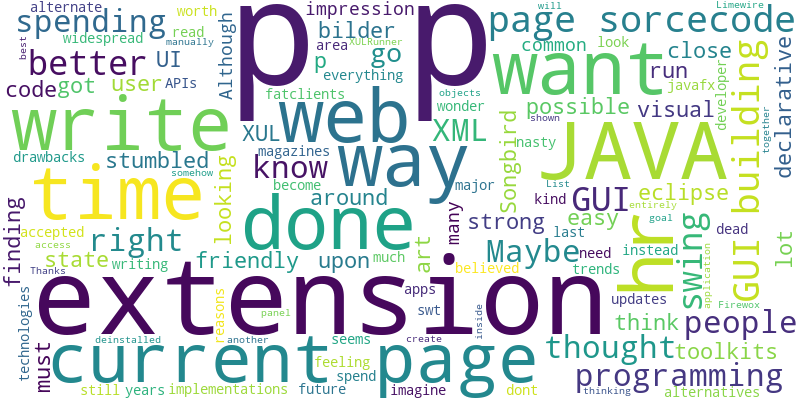 alternate
spending
impression
p p
page sorcecode
Limewire
will
worth
widespread
read
manually
best
Although
area
XULRunner
bilder
go
everything
common
look
close
better
UI
user
code
got
APIs
p
want
run
javafx
developer
possible
visual
fatclients
objects
wonder
shown
nasty
declarative
together
write
web
XUL
XML
magazines
Songbird
JAVA
building
drawbacks
stumbled
somehow
know
way
become
major
kind
List
GUI
eclipse
entirely
goal
time
around
done
strong
easy
finding
accepted
access
right
looking
state
writing
friendly
upon
much
art
many
Maybe
need
last
instead
hr
swing
GUI
dead
lot
Thanks
believed
trends
application
technologies
extension
apps
updates
Firewox
reasons
panel
swt
inside
think
people
must
deinstalled
another
seems
create
thought
toolkits
current page
feeling
still
years
implementations
spend
future
imagine
dont
thinking
programming
alternatives